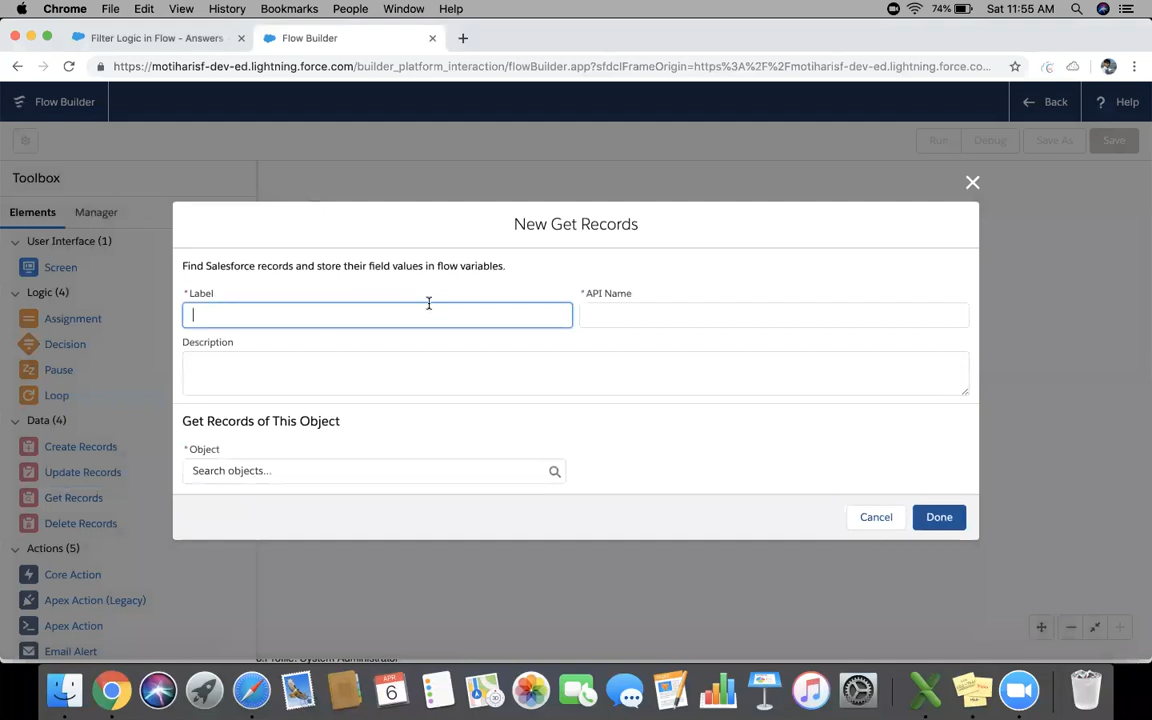 Chrome File Edit View History Bookmarks People Window Help 74% Sat 11:55 AM
Filter Logic in Flow - Answers
Flow Builder
https://motiharisf-dev-ed.lightning.force.com/builder_platform_interaction/flowBuilder.app?sfdcIFrameOrigin=https%3A%2F%2Fmotiharisf-dev-ed.lightning.force.co...
Flow Builder
Back
? Help
Run
Debug
Save As
Save
Toolbox
Elements
Manager
User Interface (1)
Screen
Logic (4)
Assignment
Decision
Pause
Loop
Data (4)
Create Records
Update Records
Get Records
Delete Records
Actions (5)
Core Action
Apex Action (Legacy)
Apex Action
Email Alert
New Get Records
Find Salesforce records and store their field values in flow variables.
*Label
*API Name
Description
Get Records of This Object
*Object
Search objects...
Cancel
Done
APR
6